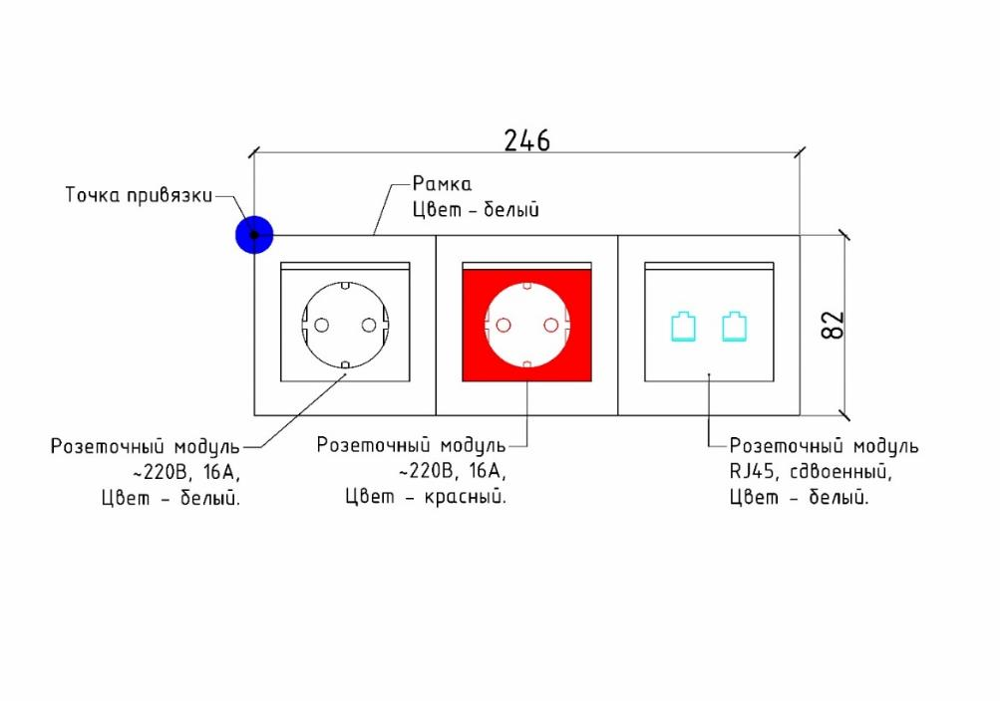 246
Точка привязки
Рамка
Цвет - белый
82
Розеточный модуль
~220В, 16А,
Цвет - белый.
Розеточный модуль
~220В, 16А,
Цвет - красный.
Розеточный модуль
RJ45, сдвоенный,
Цвет - белый.